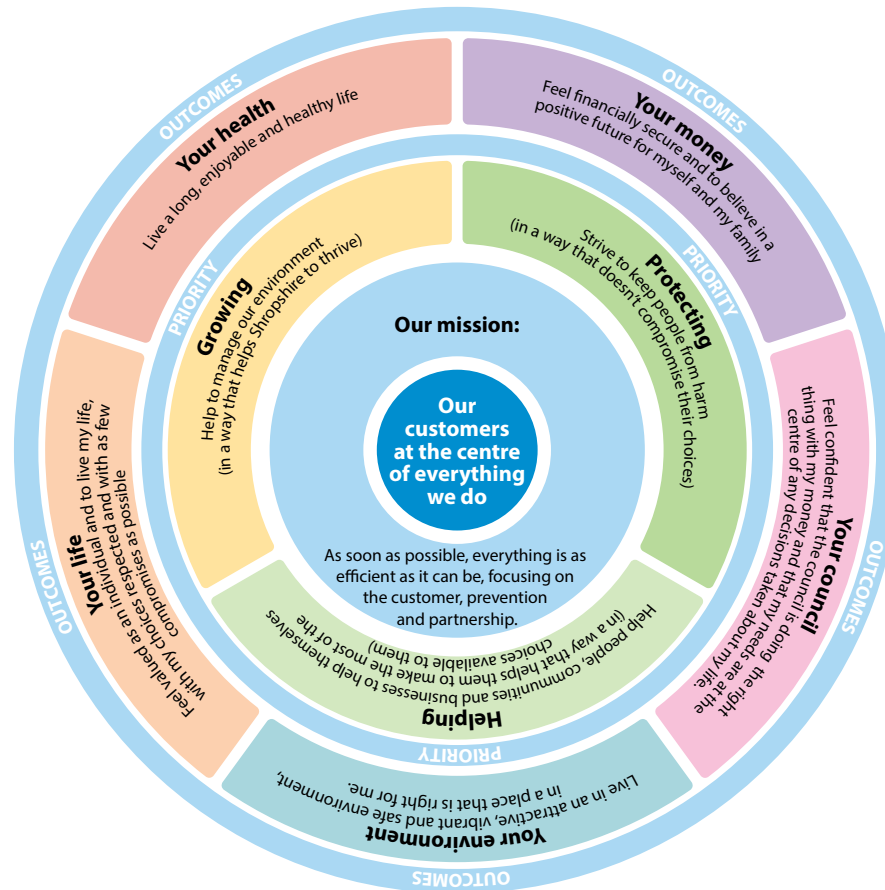 OUTCOMES
Your health
Live a long, enjoyable and healthy life
OUTCOMES
Your money
Feel financially secure and to believe in a
positive future for myself and my family
OUTCOMES
Your council
Feel confident that the council is doing the right
thing with my money and that my needs are at the
centre of any decisions taken about my life.
OUTCOMES
Your environment
Live in an attractive, vibrant and safe environment,
in a place that is right for me.
OUTCOMES
Your life
Feel valued as an individual and to live my life,
with my choices respected and with as few
compromises as possible
PRIORITY
Growing
Help to manage our environment
(in a way that helps Shropshire to thrive)
PRIORITY
Protecting
Strive to keep people from harm
(in a way that doesn't compromise their choices)
PRIORITY
Helping
Help people, communities and businesses to help themselves
(in a way that helps them to make the most of the
choices available to them)
Our mission:
Our
customers
at the centre
of everything
we do
As soon as possible, everything is as
efficient as it can be, focusing on
the customer, prevention
and partnership.